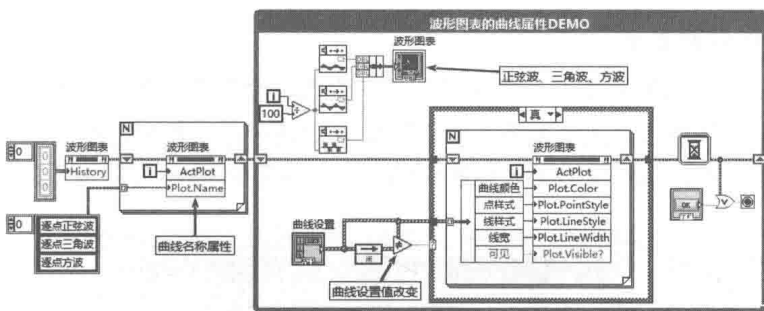 波形图表的曲线属性DEMO
波形图表
正弦波、三角波、方波
i
100
真
0
0
0
0
波形图表
History
N
波形图表
i
ActPlot
Plot.Name
曲线名称属性
0
逐点正弦波
逐点三角波
逐点方波
曲线设置
曲线设置值改变
N
波形图表
i
ActPlot
曲线颜色
Plot.Color
点样式
Plot.PointStyle
线样式
Plot.LineStyle
线宽
Plot.LineWidth
可见
Plot.Visible?
OK